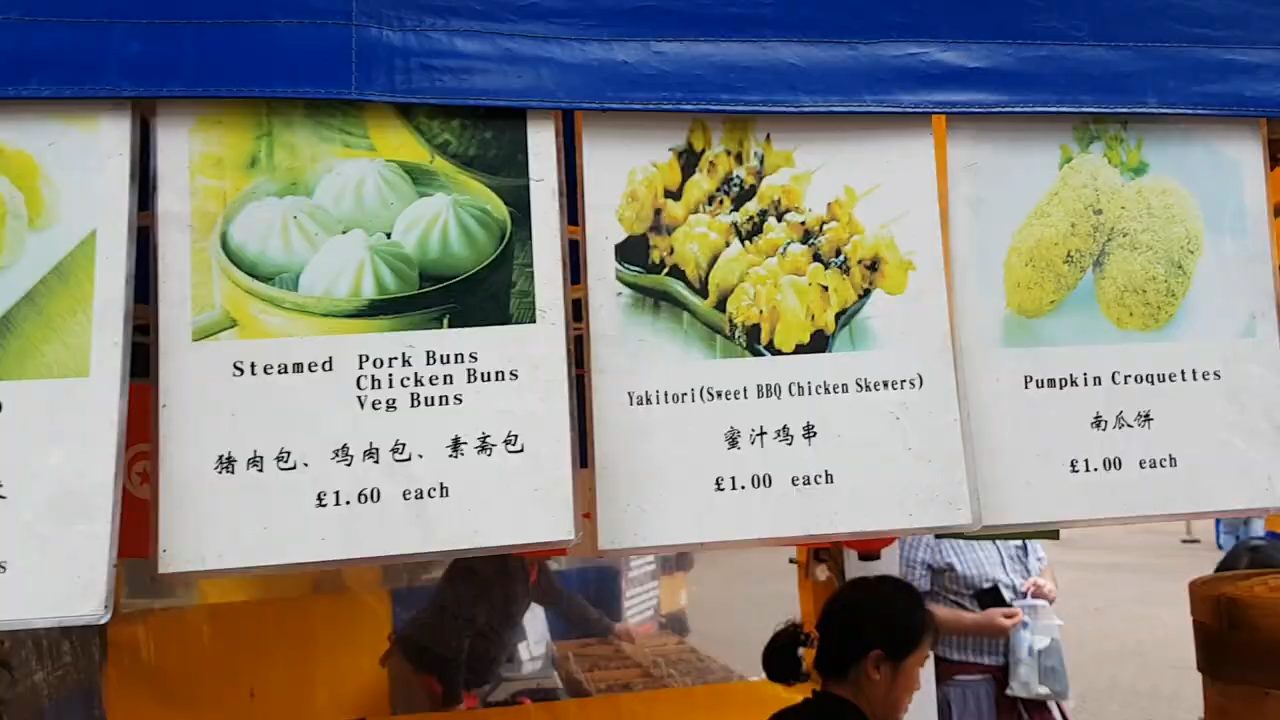 Steamed Pork Buns
Chicken Buns
Veg Buns
猪肉包、鸡肉包、素斋包
£1.60 each
Yakitori(Sweet BBQ Chicken Skewers)
蜜汁鸡串
£1.00 each
Pumpkin Croquettes
南瓜饼
£1.00 each